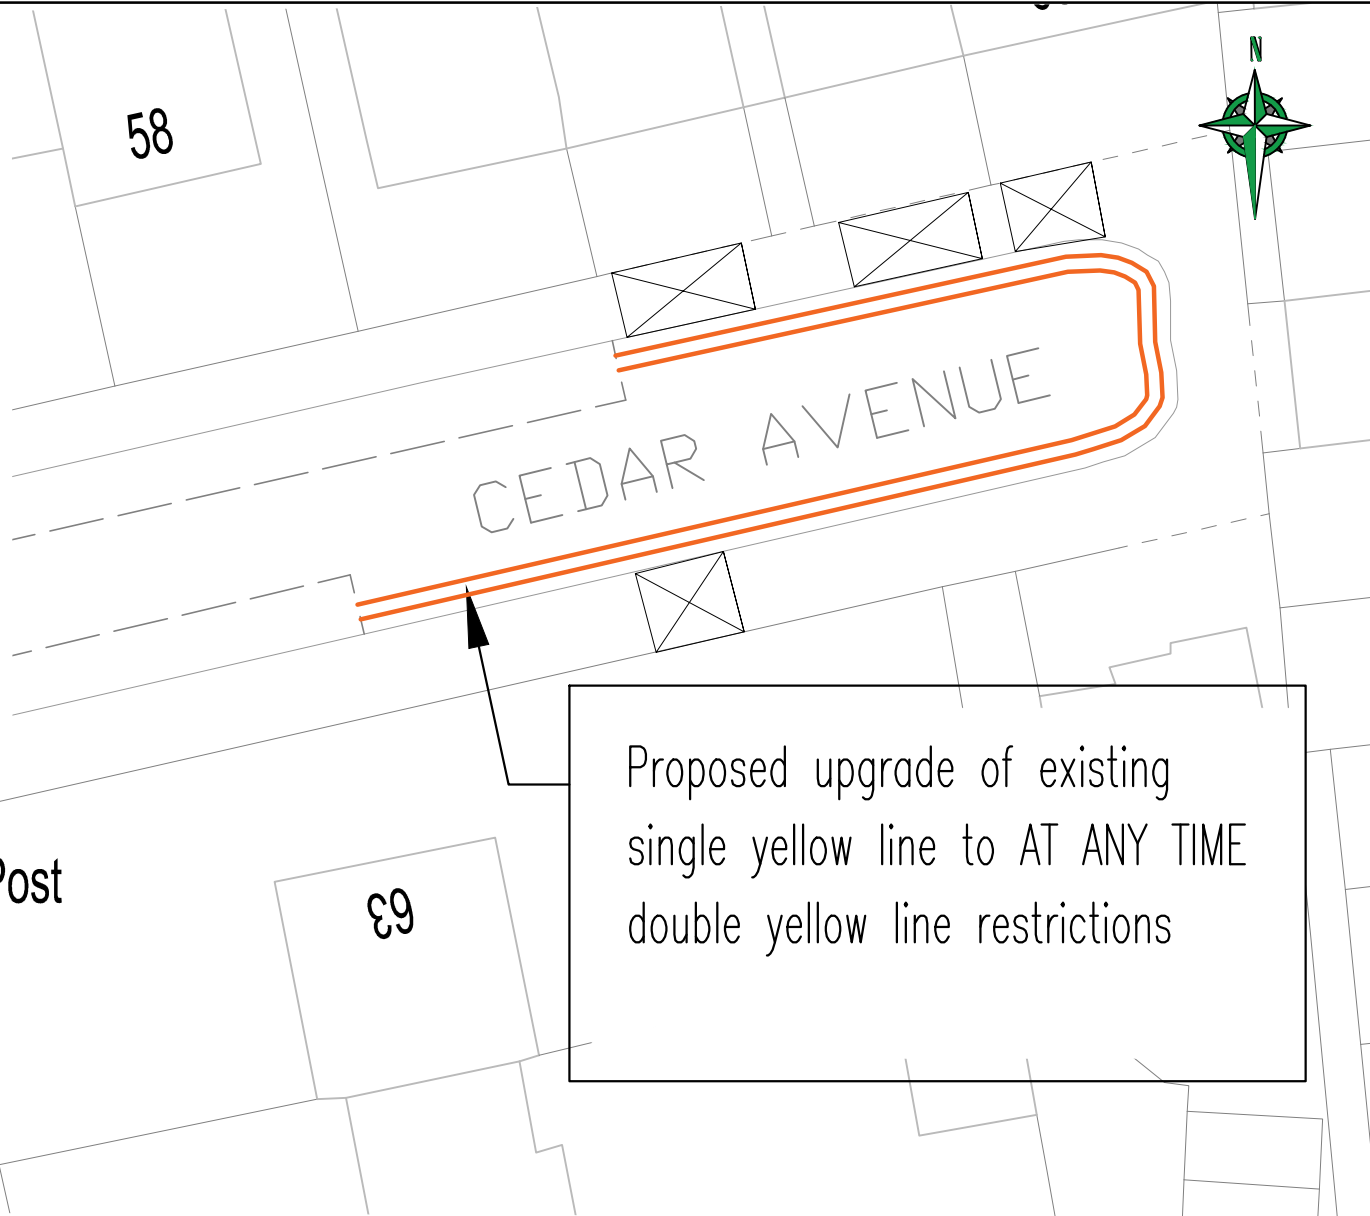 N
58
CEDAR AVENUE
Proposed upgrade of existing
single yellow line to AT ANY TIME
double yellow line restrictions
Post
63